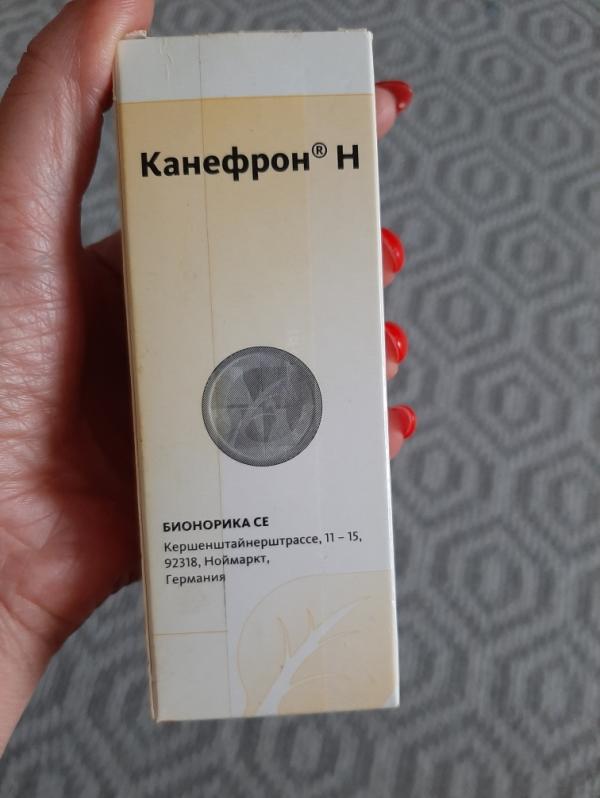 Канефрон® Н
БИОНОРИКА СЕ
Кершенштайнерштрассе, 11 – 15,
92318, Ноймаркт,
Германия